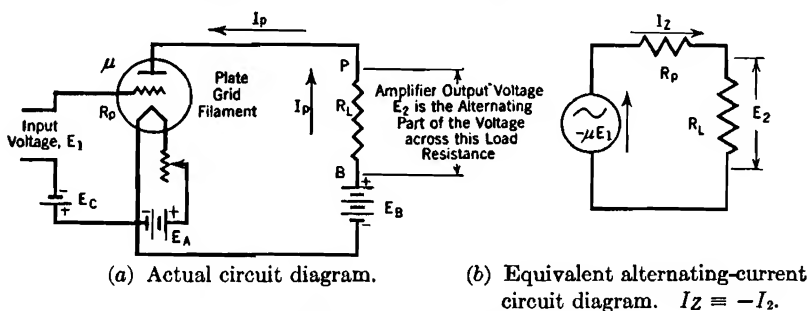 Ip
μ
Plate
Grid
Filament
Rp
Input
Voltage, E1
EC
EA
Ip
P
RL
B
EB
Amplifier Output Voltage
E2 is the Alternating
Part of the Voltage
across this Load
Resistance
(a) Actual circuit diagram.
IZ
Rp
-μE1
RL
E2
(b) Equivalent alternating-current
circuit diagram. IZ ≡ -I2.